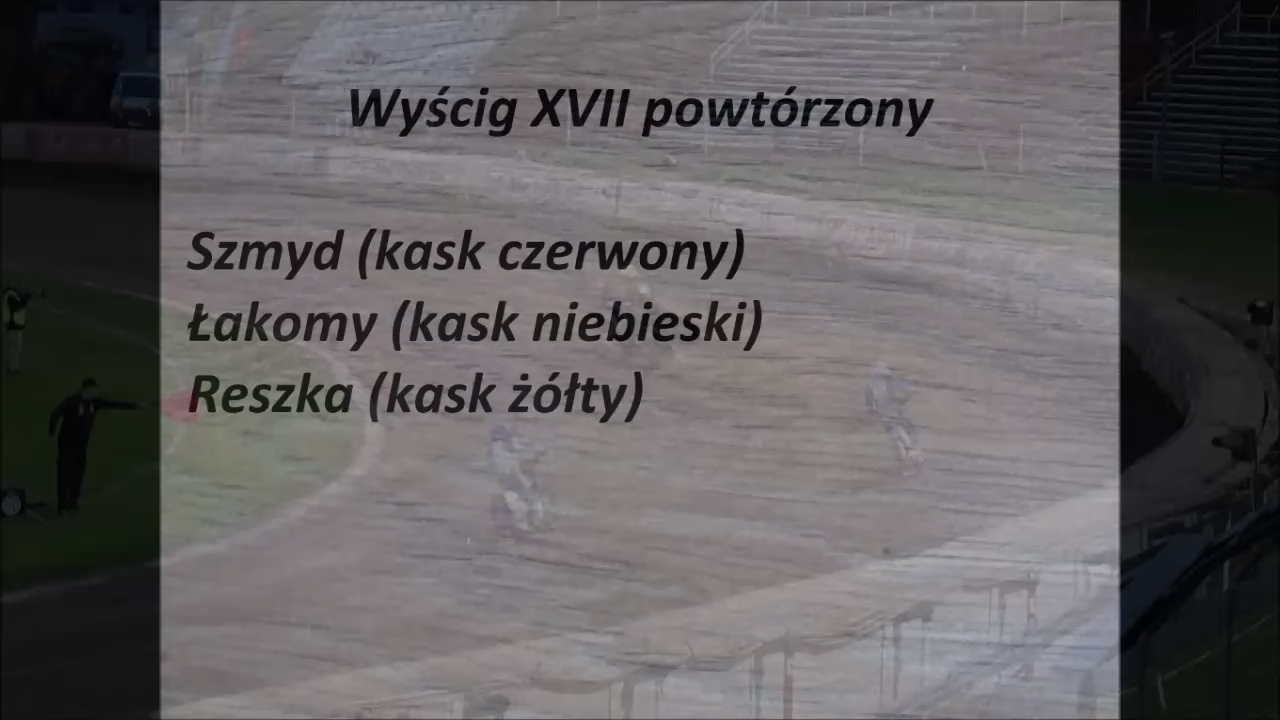 Wyścig XVII powtórzony
Szmyd (kask czerwony)
Łakomy (kask niebieski)
Reszka (kask żółty)